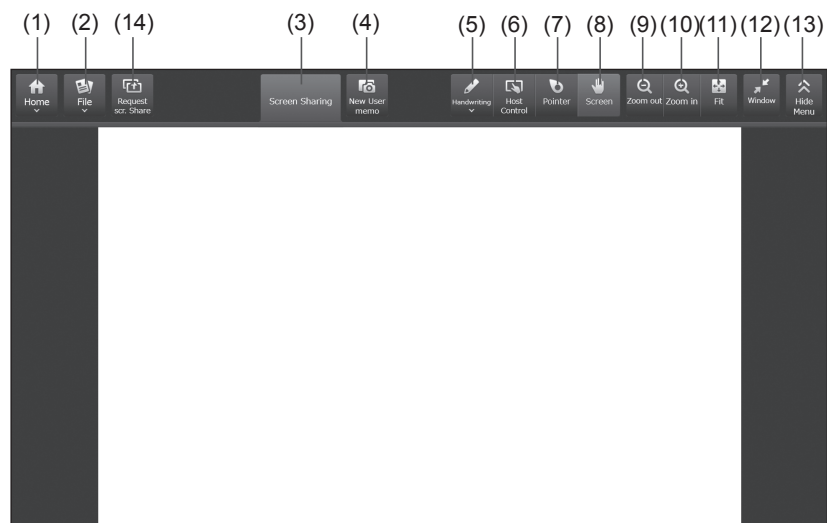 (1) (2) (14) (3) (4) (5) (6) (7) (8) (9) (10) (11) (12) (13)
Home
File
Request
scr. Share
Screen Sharing
New User
memo
Handwriting
Host
Control
Pointer
Screen
Zoom out
Zoom in
Fit
Window
Hide
Menu